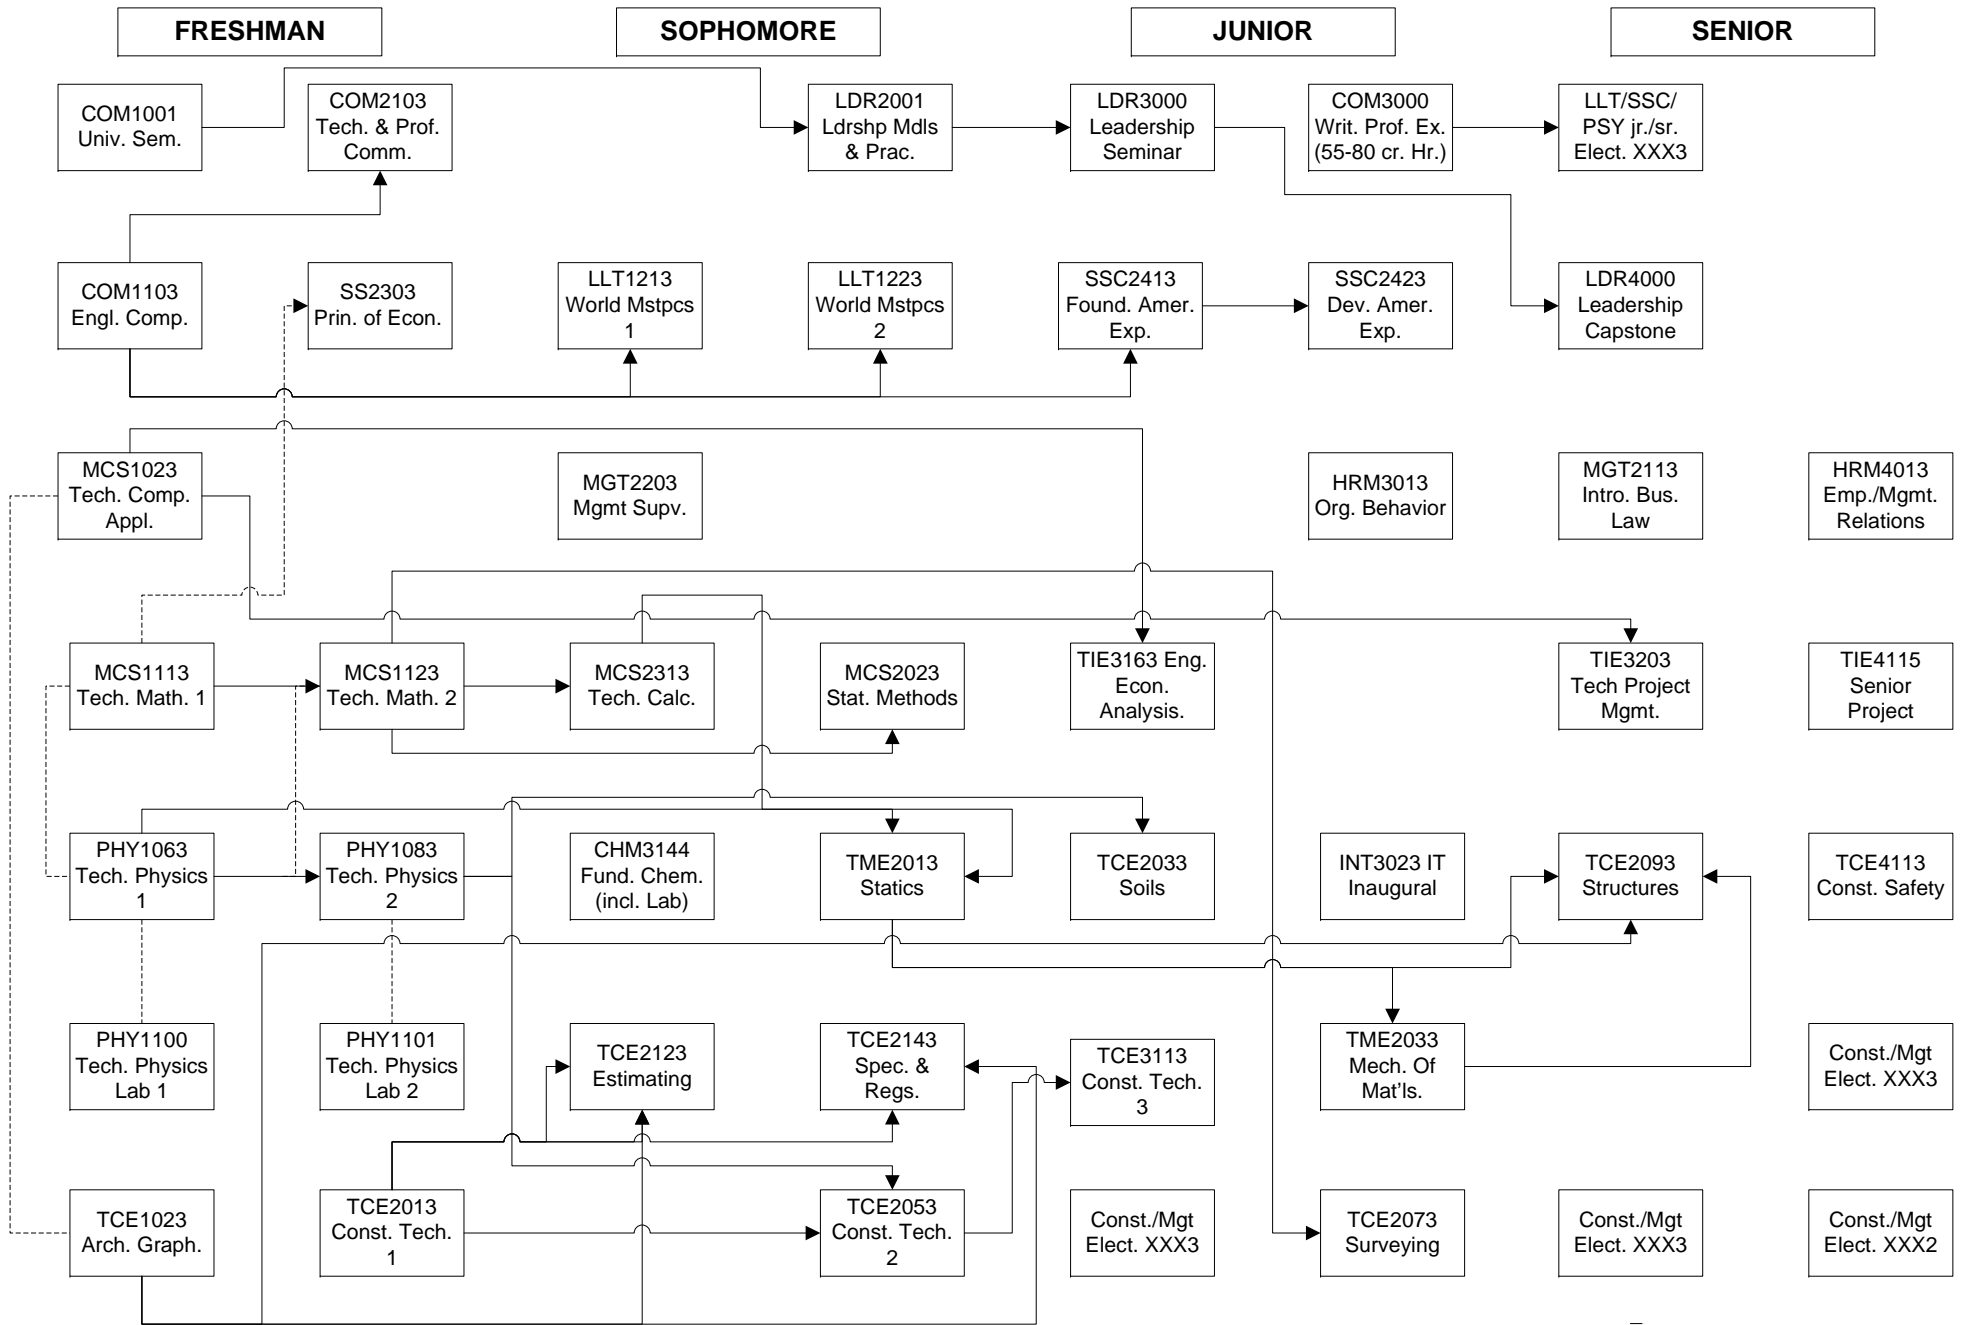 FRESHMAN
SOPHOMORE
JUNIOR
SENIOR
COM1001
Univ. Sem.
COM2103
Tech. & Prof.
Comm.
LDR2001
Ldrshp Mdls
& Prac.
LDR3000
Leadership
Seminar
COM3000
Writ. Prof. Ex.
(55-80 cr. Hr.)
LLT/SSC/
PSY jr./sr.
Elect. XXX3
COM1103
Engl. Comp.
SS2303
Prin. of Econ.
LLT1213
World Mstpcs
1
LLT1223
World Mstpcs
2
SSC2413
Found. Amer.
Exp.
SSC2423
Dev. Amer.
Exp.
LDR4000
Leadership
Capstone
MCS1023
Tech. Comp.
Appl.
MGT2203
Mgmt Supv.
HRM3013
Org. Behavior
MGT2113
Intro. Bus.
Law
HRM4013
Emp./Mgmt.
Relations
MCS1113
Tech. Math. 1
MCS1123
Tech. Math. 2
MCS2313
Tech. Calc.
MCS2023
Stat. Methods
TIE3163 Eng.
Econ.
Analysis.
TIE3203
Tech Project
Mgmt.
TIE4115
Senior
Project
PHY1063
Tech. Physics
1
PHY1083
Tech. Physics
2
CHM3144
Fund. Chem.
(incl. Lab)
TME2013
Statics
TCE2033
Soils
INT3023 IT
Inaugural
TCE2093
Structures
TCE4113
Const. Safety
PHY1100
Tech. Physics
Lab 1
PHY1101
Tech. Physics
Lab 2
TCE2123
Estimating
TCE2143
Spec. &
Regs.
TCE3113
Const. Tech.
3
TME2033
Mech. Of
Mat'ls.
Const./Mgt
Elect. XXX3
TCE1023
Arch. Graph.
TCE2013
Const. Tech.
1
TCE2053
Const. Tech.
2
Const./Mgt
Elect. XXX3
TCE2073
Surveying
Const./Mgt
Elect. XXX3
Const./Mgt
Elect. XXX2